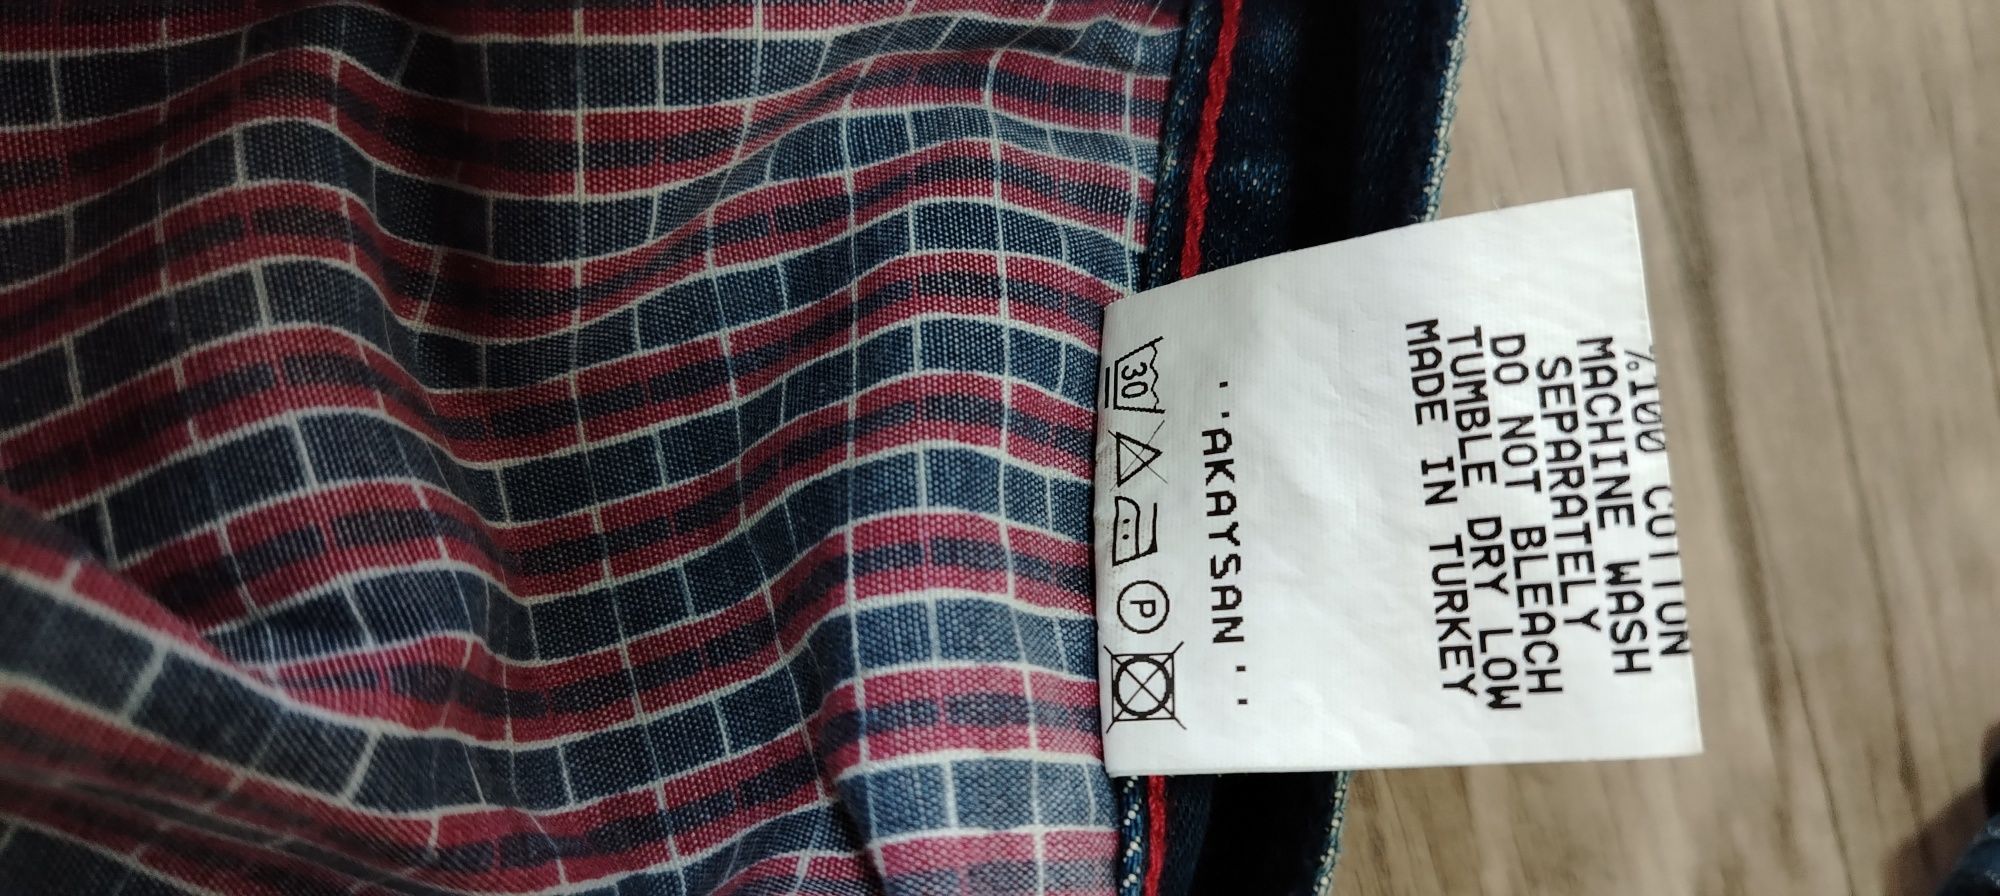 %100 COTTON
MACHINE WASH
SEPARATELY
DO NOT BLEACH
TUMBLE DRY LOW
MADE IN TURKEY
''AKAYSAN''
30 P